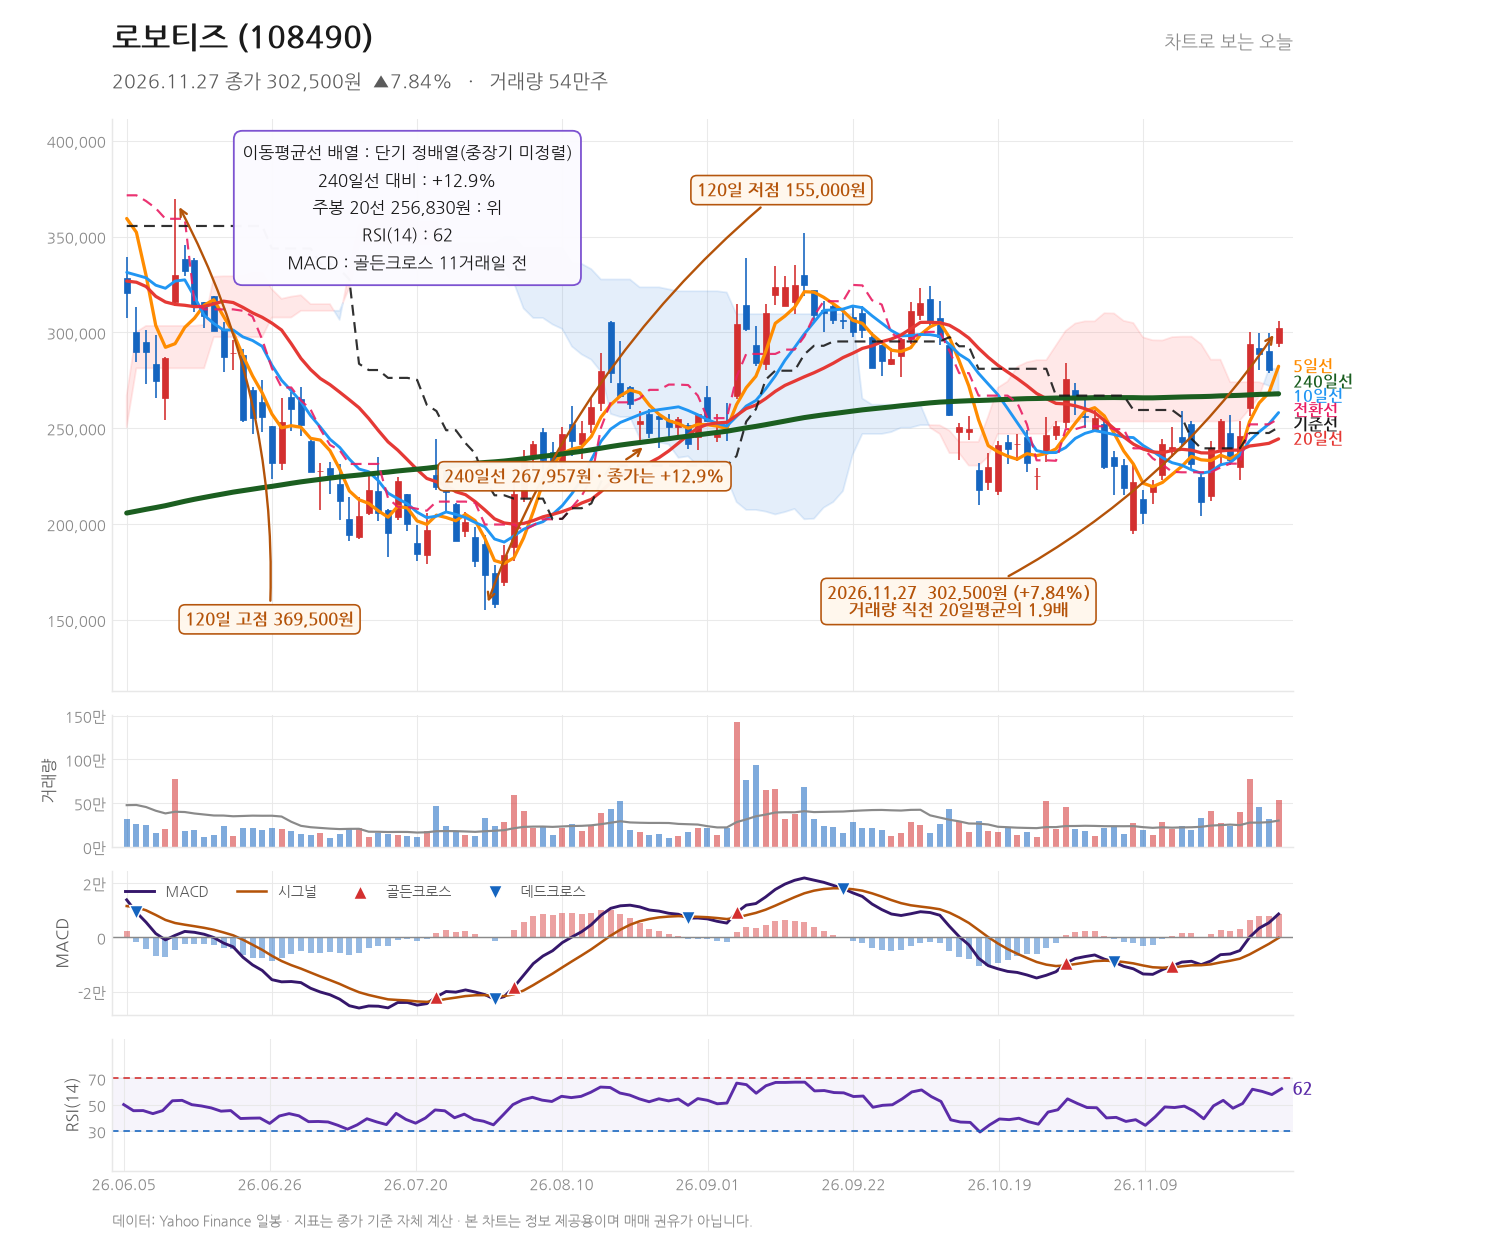 로보티즈 (108490)
차트로 보는 오늘
2026.11.27 종가 302,500원 ▲7.84% · 거래량 54만주
400,000
350,000
300,000
250,000
200,000
150,000
이동평균선 배열 : 단기 정배열(중장기 미정렬)
240일선 대비 : +12.9%
주봉 20선 256,830원 : 위
RSI(14) : 62
MACD : 골든크로스 11거래일 전
120일 저점 155,000원
240일선 267,957원 · 종가는 +12.9%
120일 고점 369,500원
2026.11.27 302,500원 (+7.84%)
거래량 직전 20일평균의 1.9배
5일선
240일선
10일선
전환선
기준선
20일선
거래량
150만
100만
50만
0만
MACD
2만
0
-2만
MACD 시그널 골든크로스 데드크로스
RSI(14)
70
50
30
62
26.06.05 26.06.26 26.07.20 26.08.10 26.09.01 26.09.22 26.10.19 26.11.09
데이터: Yahoo Finance 일봉 · 지표는 종가 기준 자체 계산 · 본 차트는 정보 제공용이며 매매 권유가 아닙니다.